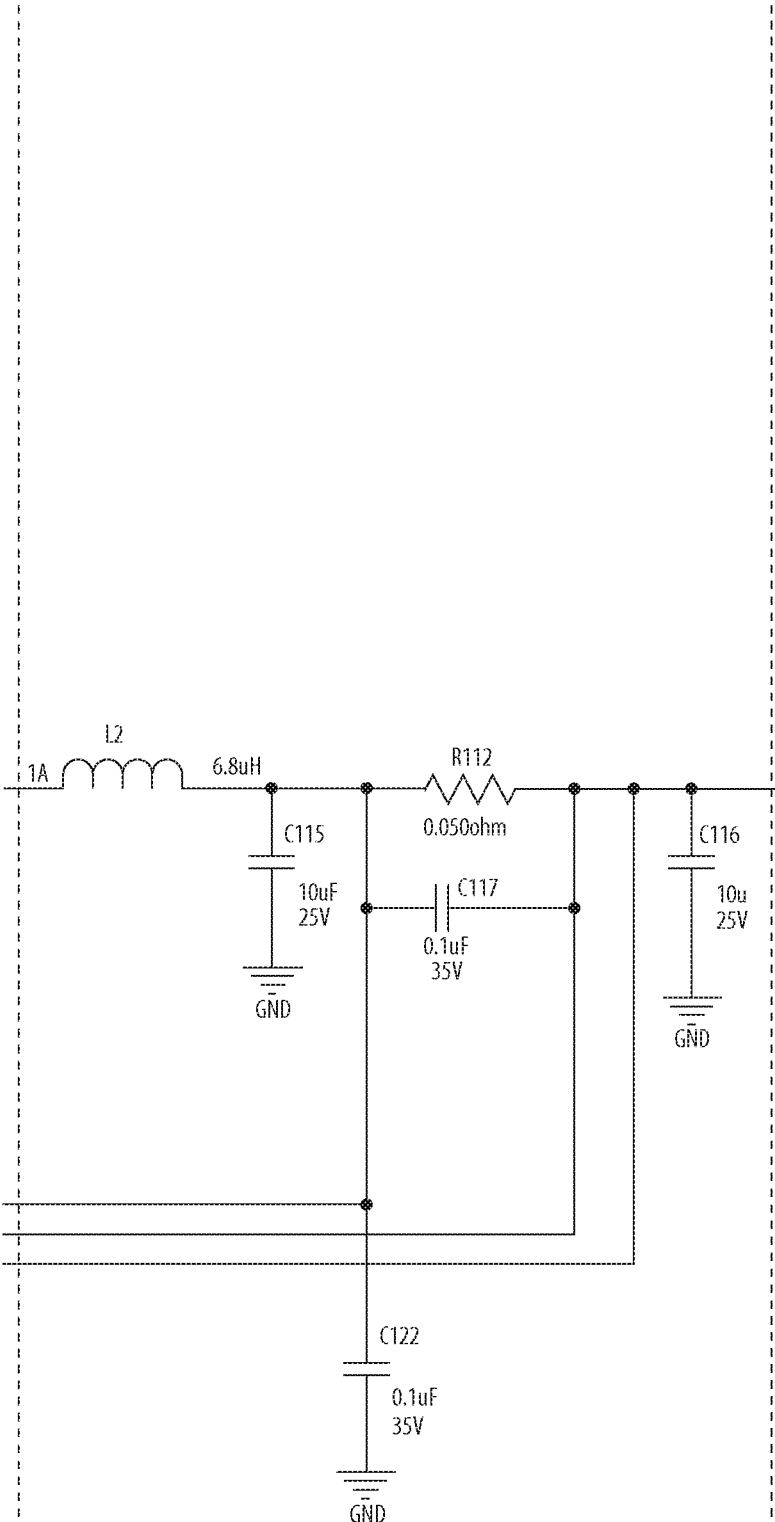 L2
1A
6.8uH
R112
0.050ohm
C115
10uF
25V
GND
C117
0.1uF
35V
C116
10u
25V
GND
C122
0.1uF
35V
GND